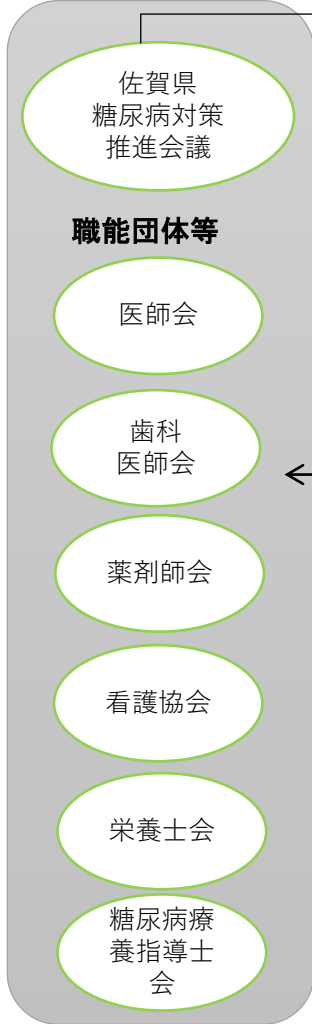 佐賀県
糖尿病対策
推進会議
職能団体等
医師会
歯科
医師会
薬剤師会
看護協会
栄養士会
糖尿病療
養指導士
会